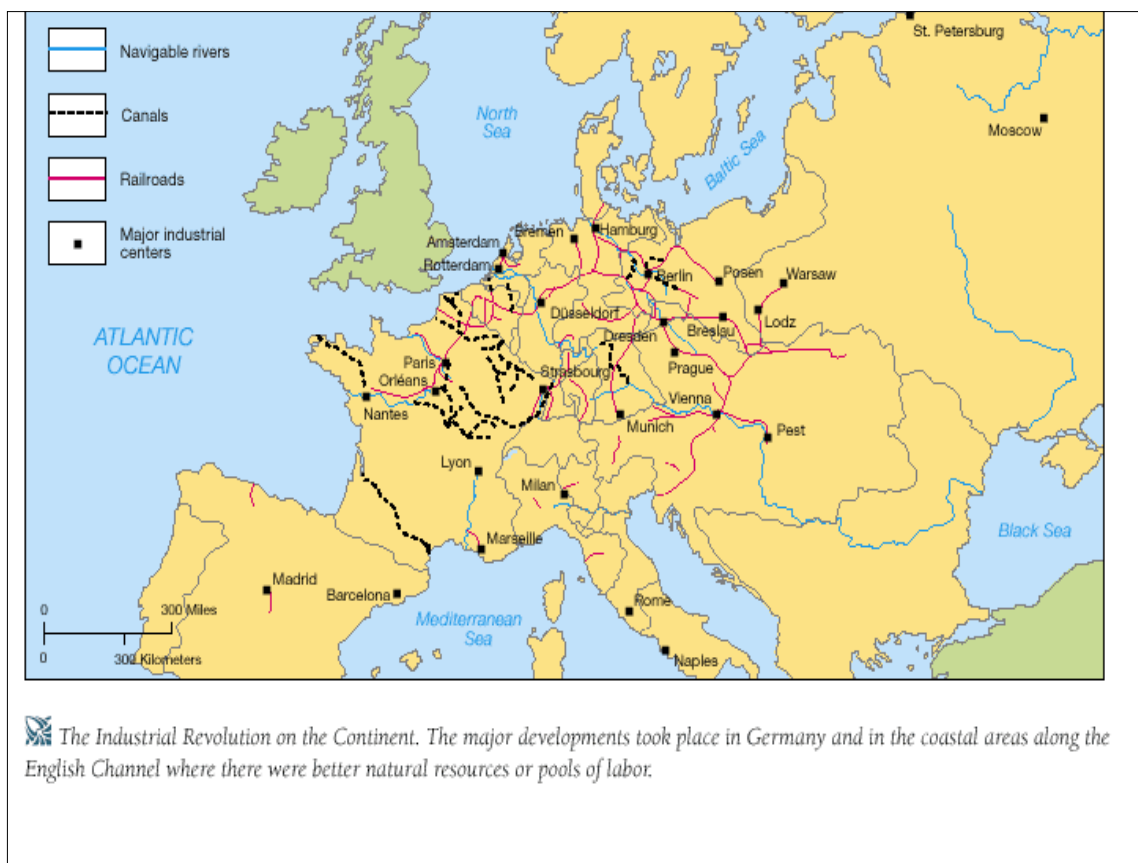 Navigable rivers
Canals
Railroads
Major industrial
centers
St. Petersburg
Moscow
North
Sea
Baltic Sea
ATLANTIC
OCEAN
Bremen
Hamburg
Amsterdam
Rotterdam
Berlin
Posen
Warsaw
Düsseldorf
Lodz
Breslau
Dresden
Paris
Prague
Strasbourg
Orléans
Vienna
Nantes
Munich
Pest
Lyon
Milan
Black Sea
Marseille
Madrid
Barcelona
Rome
Mediterranean
Sea
Naples
0
300 Miles
0
300 Kilometers
The Industrial Revolution on the Continent. The major developments took place in Germany and in the coastal areas along the
English Channel where there were better natural resources or pools of labor.